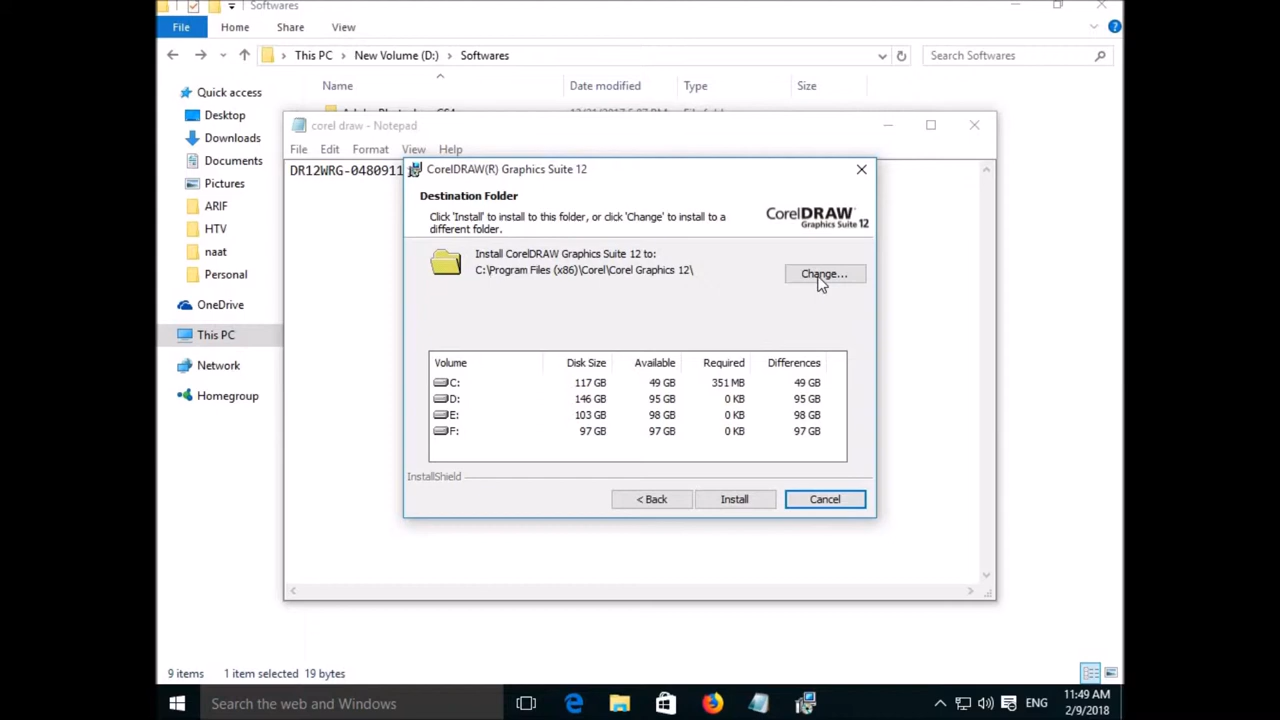 Softwares
File Home Share View
This PC > New Volume (D:) > Softwares
Search Softwares
Name Date modified Type Size
Quick access
Desktop
Downloads
Documents
Pictures
ARIF
HTV
naat
Personal
OneDrive
This PC
Network
Homegroup
corel draw - Notepad
File Edit Format View Help
DR12WRG-0480911
CorelDRAW(R) Graphics Suite 12
Destination Folder
Click 'Install' to install to this folder, or click 'Change' to install to a
different folder.
CorelDRAW
Graphics Suite 12
Install CorelDRAW Graphics Suite 12 to:
C:\Program Files (x86)\Corel\Corel Graphics 12\
Change...
Volume Disk Size Available Required Differences
C: 117 GB 49 GB 351 MB 49 GB
D: 146 GB 95 GB 0 KB 95 GB
E: 103 GB 98 GB 0 KB 98 GB
F: 97 GB 97 GB 0 KB 97 GB
InstallShield
< Back Install Cancel
9 items 1 item selected 19 bytes
Search the web and Windows
ENG
11:49 AM
2/9/2018